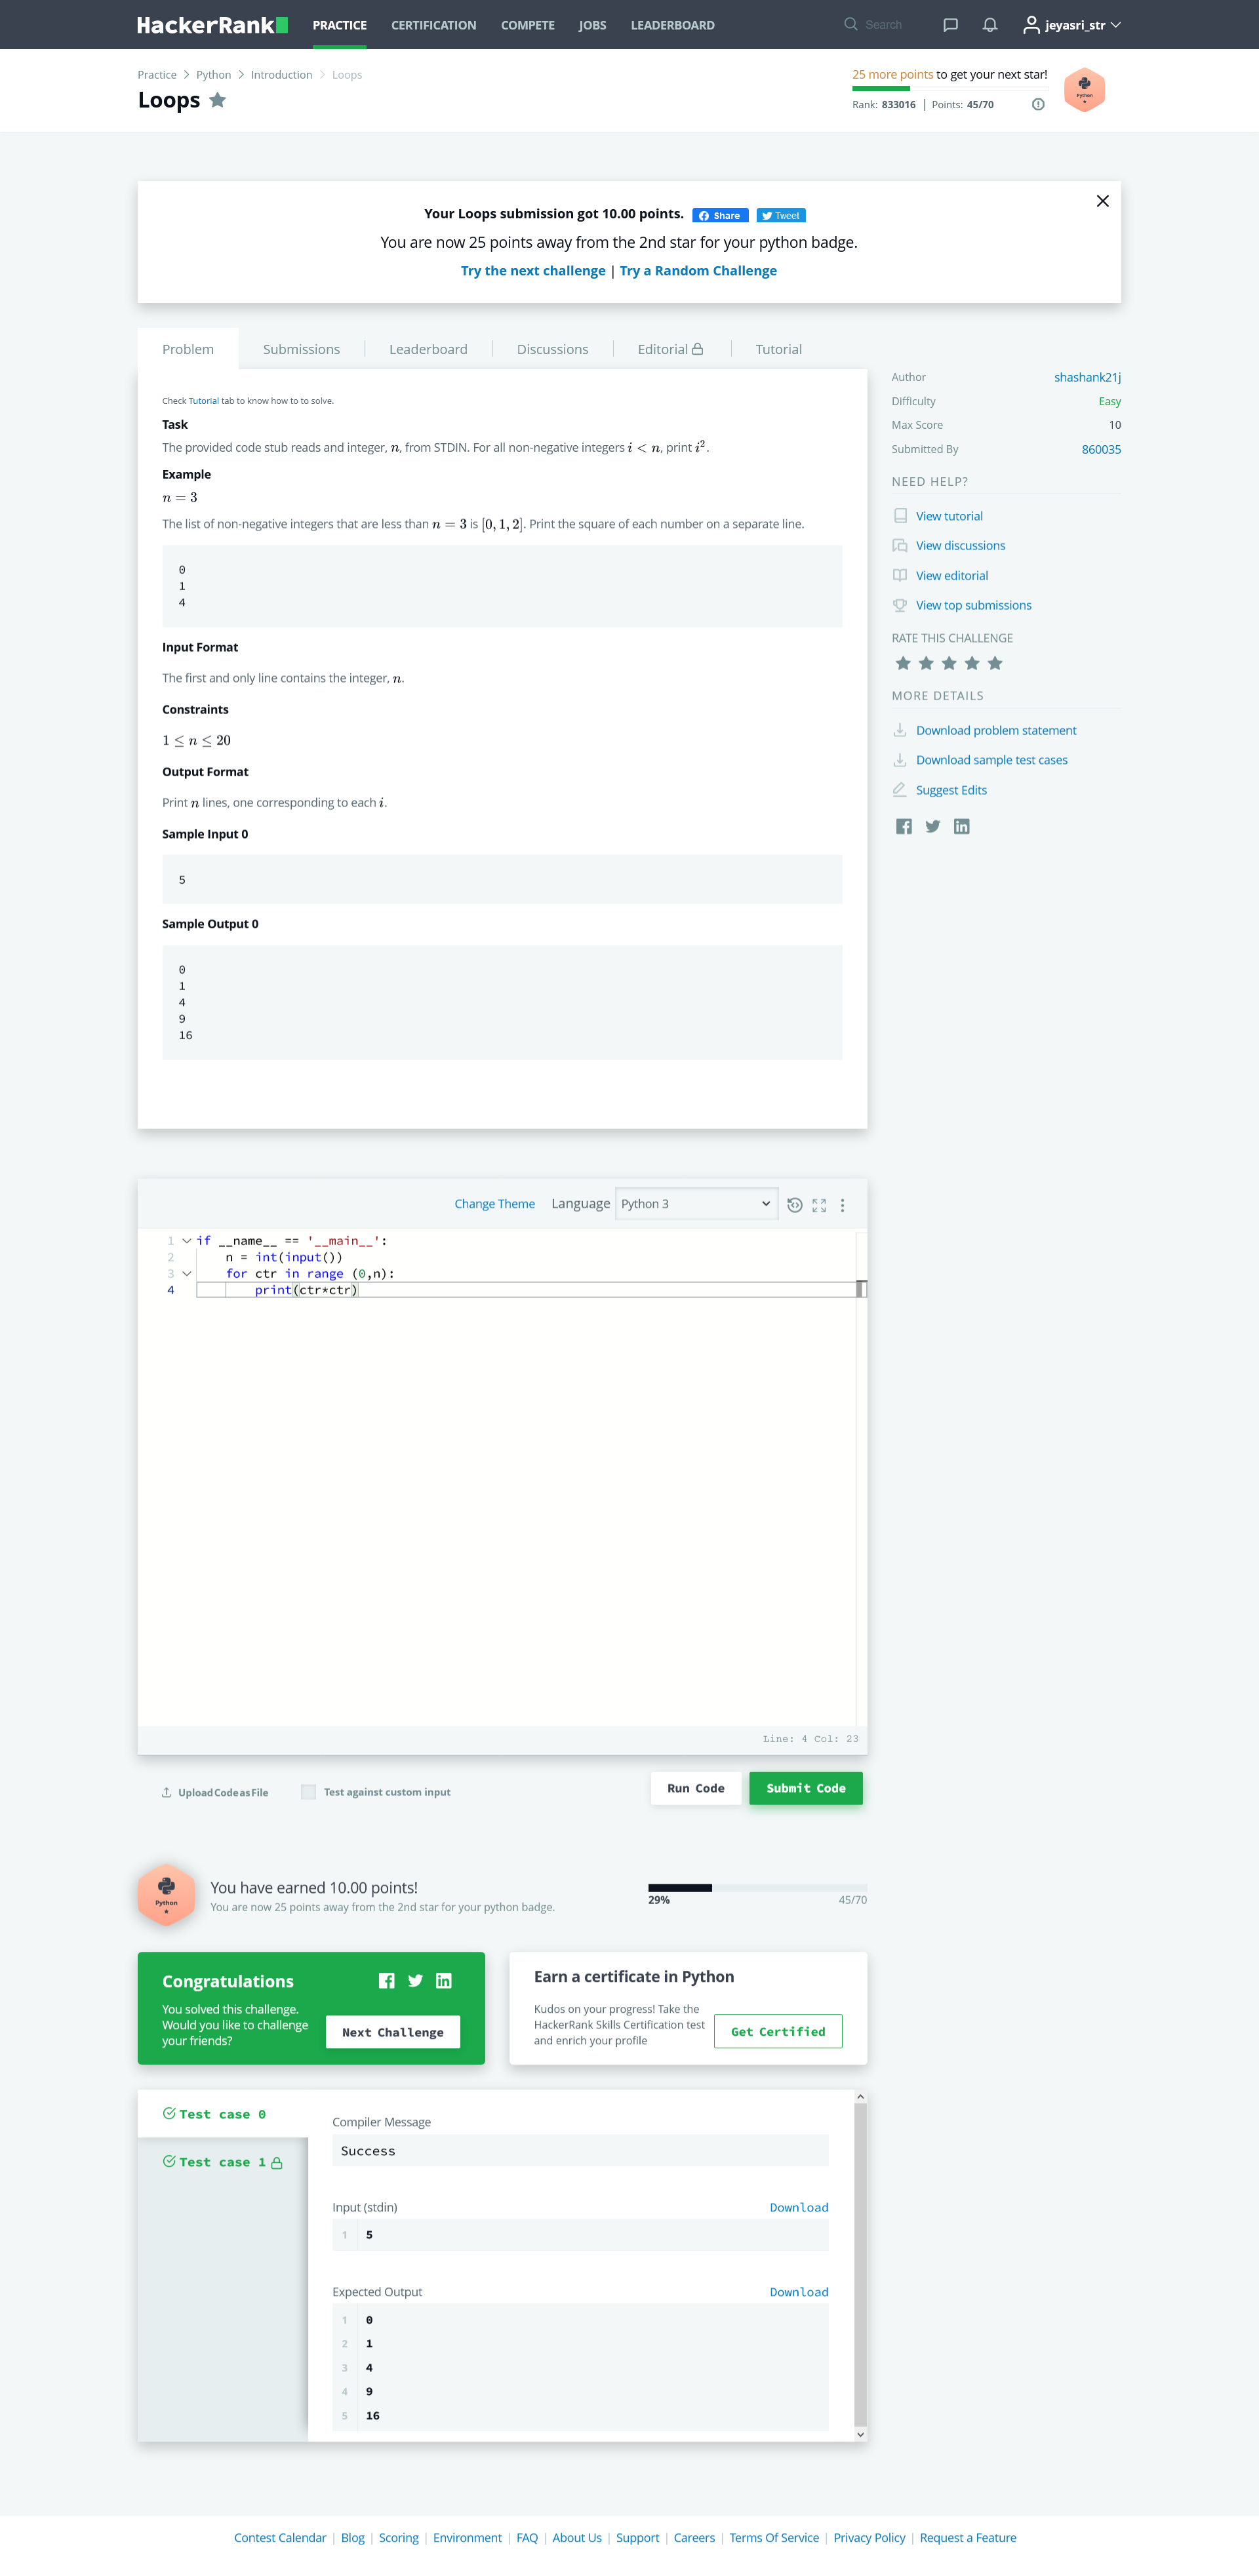 HackerRank PRACTICE CERTIFICATION COMPETE JOBS LEADERBOARD Search jeyasri_str
Practice > Python > Introduction > Loops
Loops
25 more points to get your next star!
Rank: 833016 | Points: 45/70
Python
Your Loops submission got 10.00 points. Share Tweet
You are now 25 points away from the 2nd star for your python badge.
Try the next challenge | Try a Random Challenge
Problem Submissions Leaderboard Discussions Editorial Tutorial
Check Tutorial tab to know how to to solve.
Task
The provided code stub reads and integer, n, from STDIN. For all non-negative integers i < n, print i².
Example
n = 3
The list of non-negative integers that are less than n = 3 is [0, 1, 2]. Print the square of each number on a separate line.
0
1
4
Input Format
The first and only line contains the integer, n.
Constraints
1 ≤ n ≤ 20
Output Format
Print n lines, one corresponding to each i.
Sample Input 0
5
Sample Output 0
0
1
4
9
16
Author shashank21j
Difficulty Easy
Max Score 10
Submitted By 860035
NEED HELP?
View tutorial
View discussions
View editorial
View top submissions
RATE THIS CHALLENGE
MORE DETAILS
Download problem statement
Download sample test cases
Suggest Edits
Change Theme Language Python 3
1 if __name__ == '__main__':
2     n = int(input())
3     for ctr in range (0,n):
4         print(ctr*ctr)
Line: 4 Col: 23
Upload Code as File Test against custom input Run Code Submit Code
Python
You have earned 10.00 points!
You are now 25 points away from the 2nd star for your python badge.
29% 45/70
Congratulations
You solved this challenge.
Would you like to challenge
your friends?
Next Challenge
Earn a certificate in Python
Kudos on your progress! Take the
HackerRank Skills Certification test
and enrich your profile
Get Certified
Test case 0
Test case 1
Compiler Message
Success
Input (stdin) Download
1 5
Expected Output Download
1 0
2 1
3 4
4 9
5 16
Contest Calendar | Blog | Scoring | Environment | FAQ | About Us | Support | Careers | Terms Of Service | Privacy Policy | Request a Feature